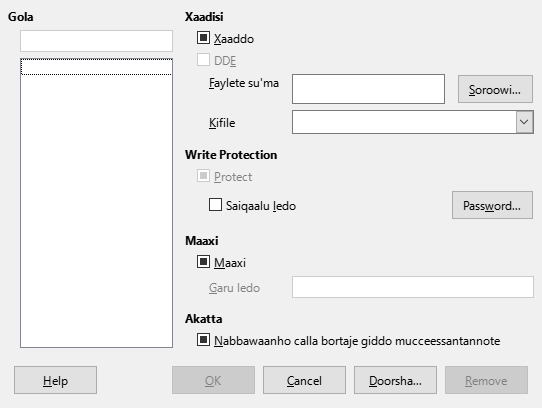 Gola
Xaadisi
Xaaddo
DDE
Faylete su'ma
Soroowi...
Kifile
Write Protection
Protect
Saiqaalu ledo
Password...
Maaxi
Maaxi
Garu ledo
Akatta
Nabbawaanho calla bortaje giddo mucceessantannote
Help
OK
Cancel
Doorsha...
Remove